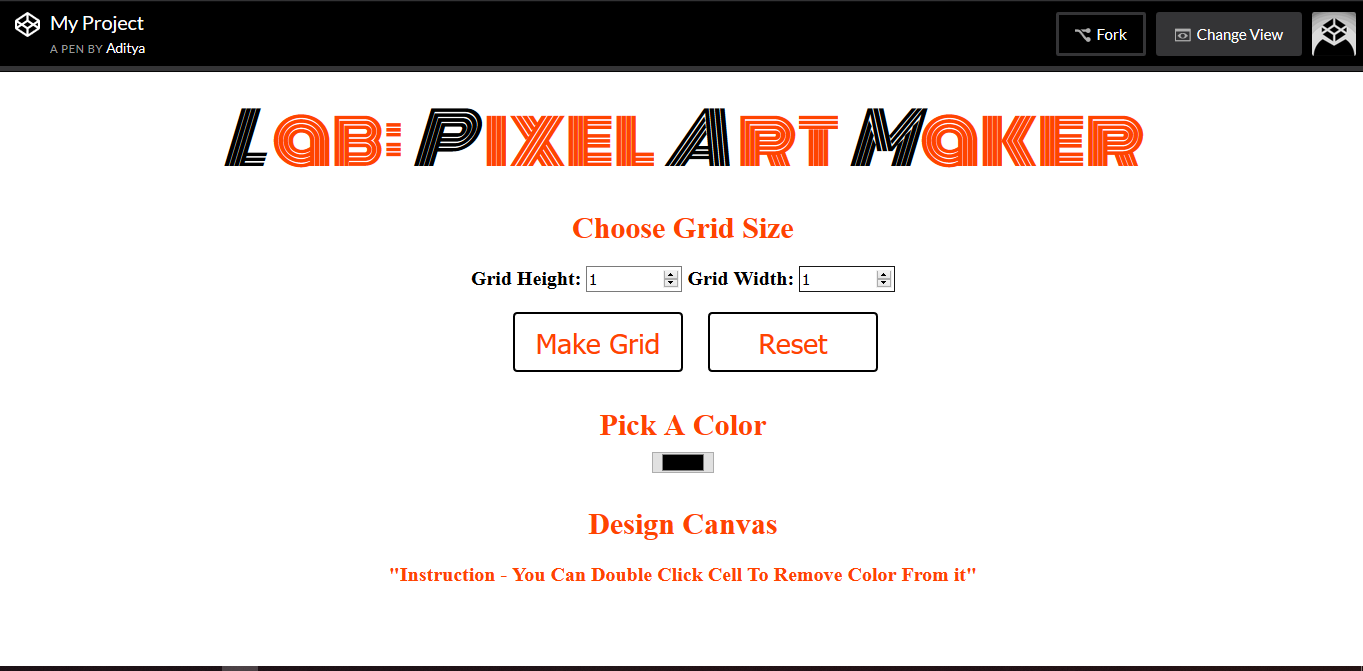 My Project
A PEN BY Aditya
Fork
Change View
Lab: Pixel Art Maker
Choose Grid Size
Grid Height: 1 Grid Width: 1
Make Grid Reset
Pick A Color
Design Canvas
"Instruction - You Can Double Click Cell To Remove Color From it"